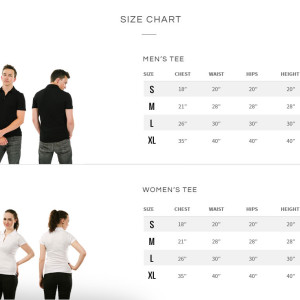 SIZE CHART
MEN'S TEE
SIZE CHEST WAIST HIPS HEIGHT
S 18" 20" 20" 20"
M 21" 28" 28" 28"
L 26" 30" 30" 30"
XL 35" 40" 40" 40"
WOMEN'S TEE
SIZE CHEST WAIST HIPS HEIGHT
S 18" 20" 20" 20"
M 21" 28" 28" 28"
L 26" 30" 30" 30"
XL 35" 40" 40" 40"